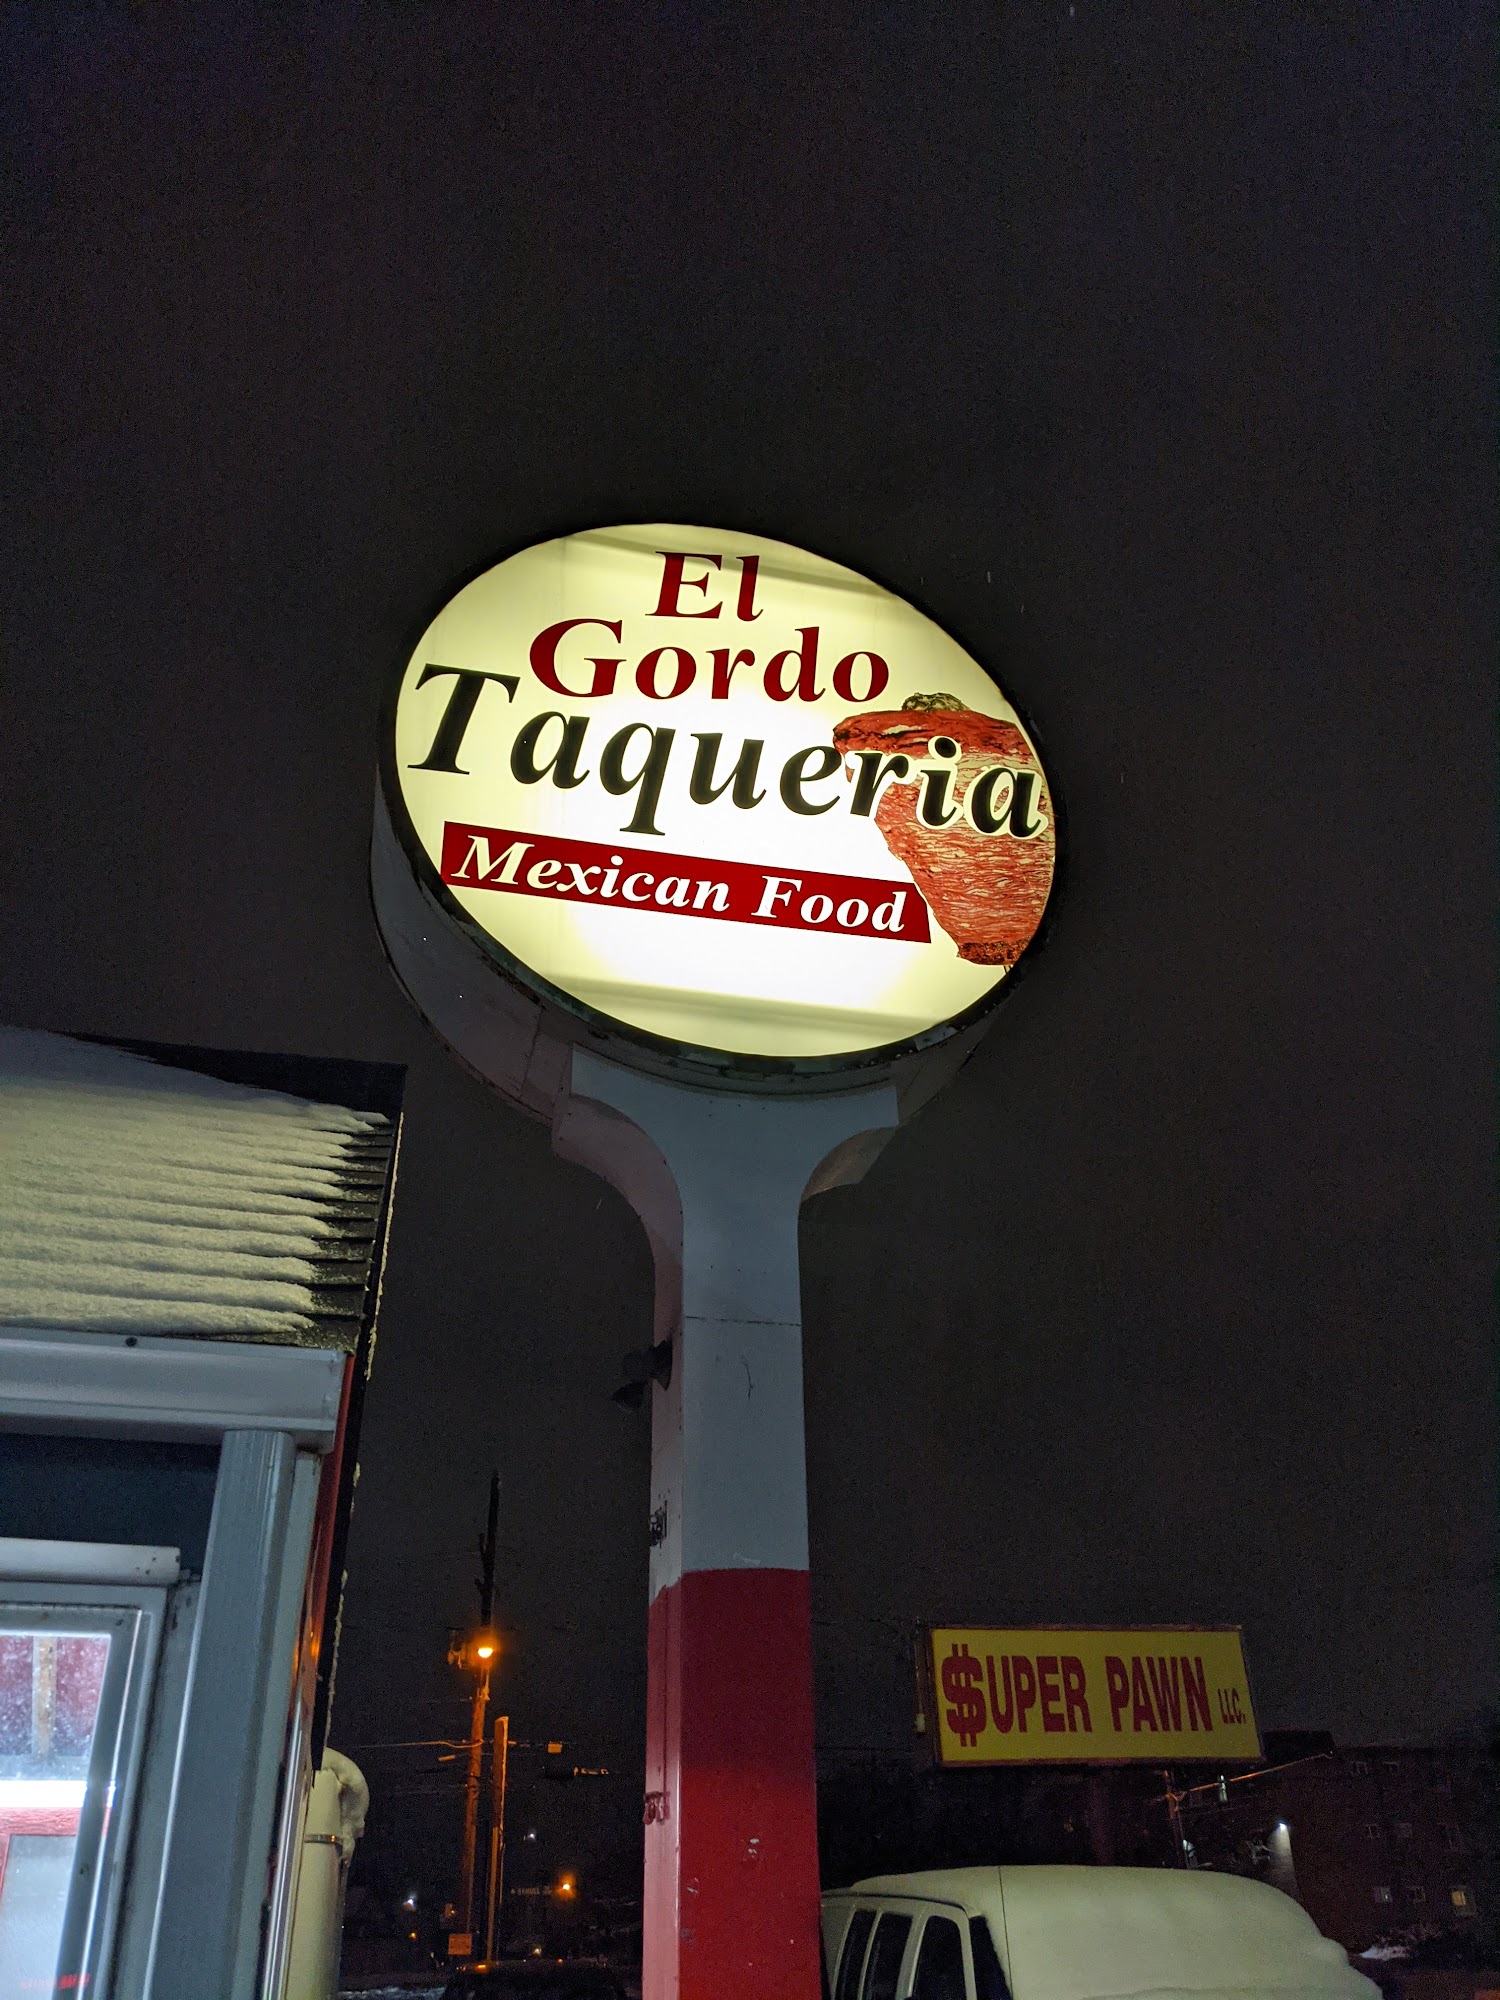 El
Gordo
Taqueria
Mexican Food
$UPER PAWN LLC.